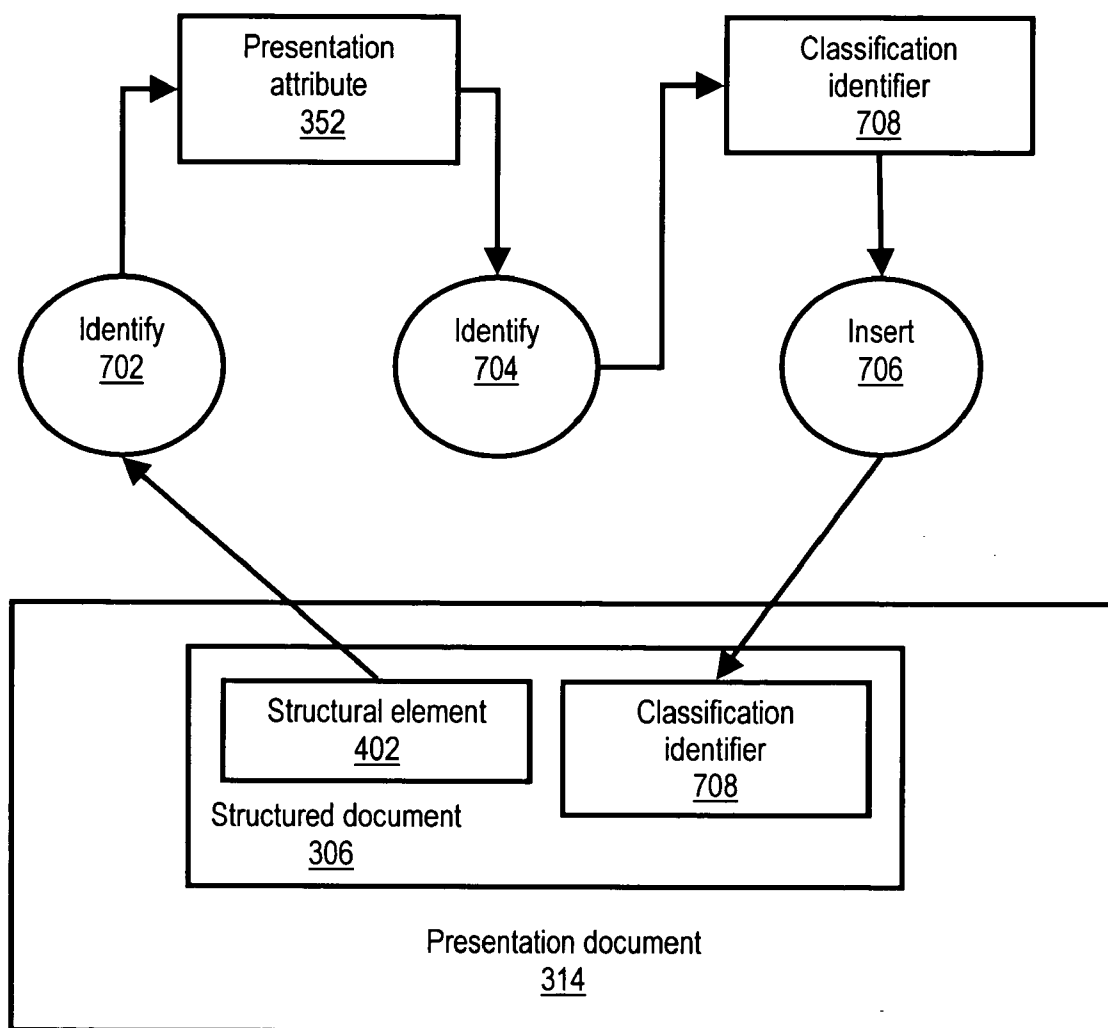 Presentation
attribute
352
Classification
identifier
708
Identify
702
Identify
704
Insert
706
Structural element
402
Classification
identifier
708
Structured document
306
Presentation document
314